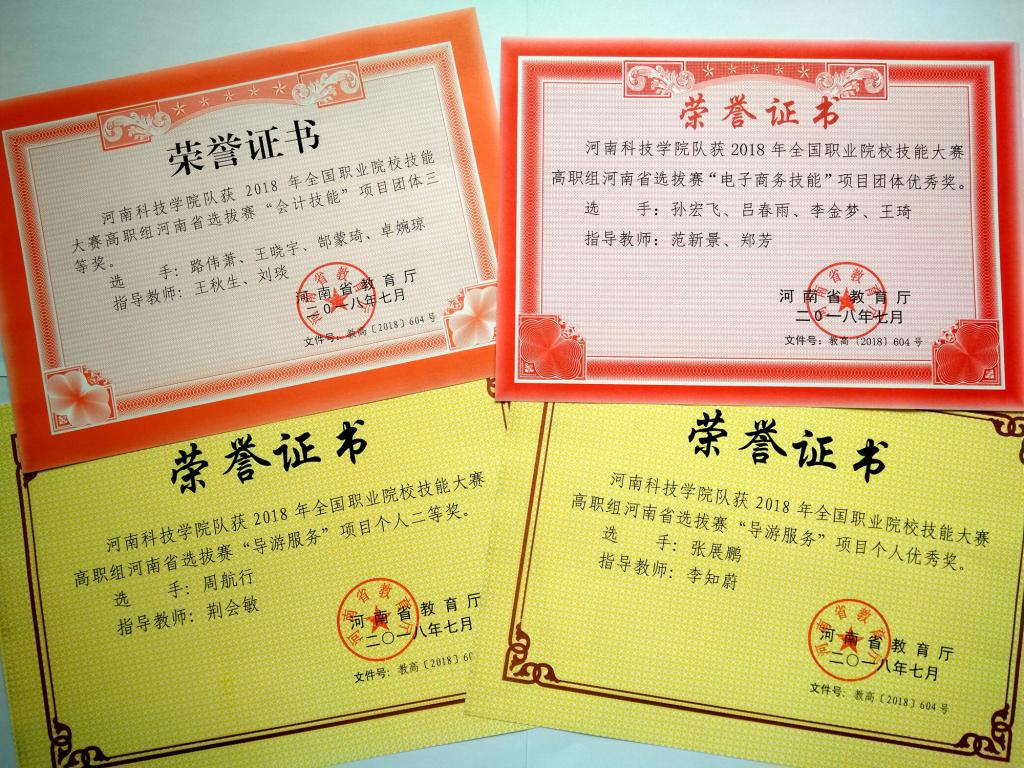 荣誉证书
河南科技学院队获 2018 年全国职业院校技能
大赛高职组河南省选拔赛“会计技能”项目团体三
等奖。
选 手：路伟萧、王晓宇、郜蒙琦、卓婉琼
指导教师：王秋生、刘琰
河南省教育厅
二〇一八年七月
文件号：教高〔2018〕604 号
荣誉证书
河南科技学院队获 2018 年全国职业院校技能大赛
高职组河南省选拔赛“电子商务技能”项目团体优秀奖。
选 手：孙宏飞、吕春雨、李金梦、王琦
指导教师：范新景、郑芳
河南省教育厅
二〇一八年七月
文件号：教高〔2018〕604 号
荣誉证书
河南科技学院队获 2018 年全国职业院校技能大赛
高职组河南省选拔赛“导游服务”项目个人二等奖。
选 手：周航行
指导教师：荆会敏
河南省教育厅
二〇一八年七月
文件号：教高〔2018〕60
荣誉证书
河南科技学院队获 2018 年全国职业院校技能大赛
高职组河南省选拔赛“导游服务”项目个人优秀奖。
选 手：张展鹏
指导教师：李知蔚
河南省教育厅
二〇一八年七月
文件号：教高〔2018〕604 号